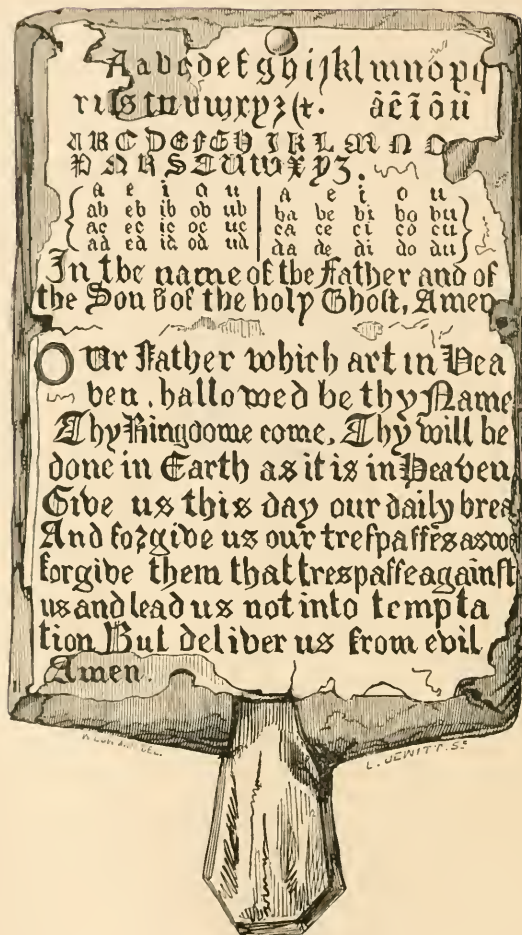 Aabcdefghijklmnopq
rſstuvwxyz&. āēīōū
ABCDEFGHIJKLMNO
PQRSTUVWXYZ.
a e i o u a e i o u
ab eb ib ob ub ba be bi bo bu
ac ec ic oc uc ca ce ci co cu
ad ed id od ud da de di do du
In the name of the Father and of
the Son & of the holy Ghoſt, Amen
OUr Father which art in Hea
ven, hallowed be thy Name
Thy Kingdome come, Thy will be
done in Earth as it is in Heaven
Give us this day our daily brea
And forgive us our treſpaſſes as we
forgive them that treſpaſſe againſt
us and lead us not into tempta
tion But deliver us from evil
Amen.
L. JEWITT. Sc